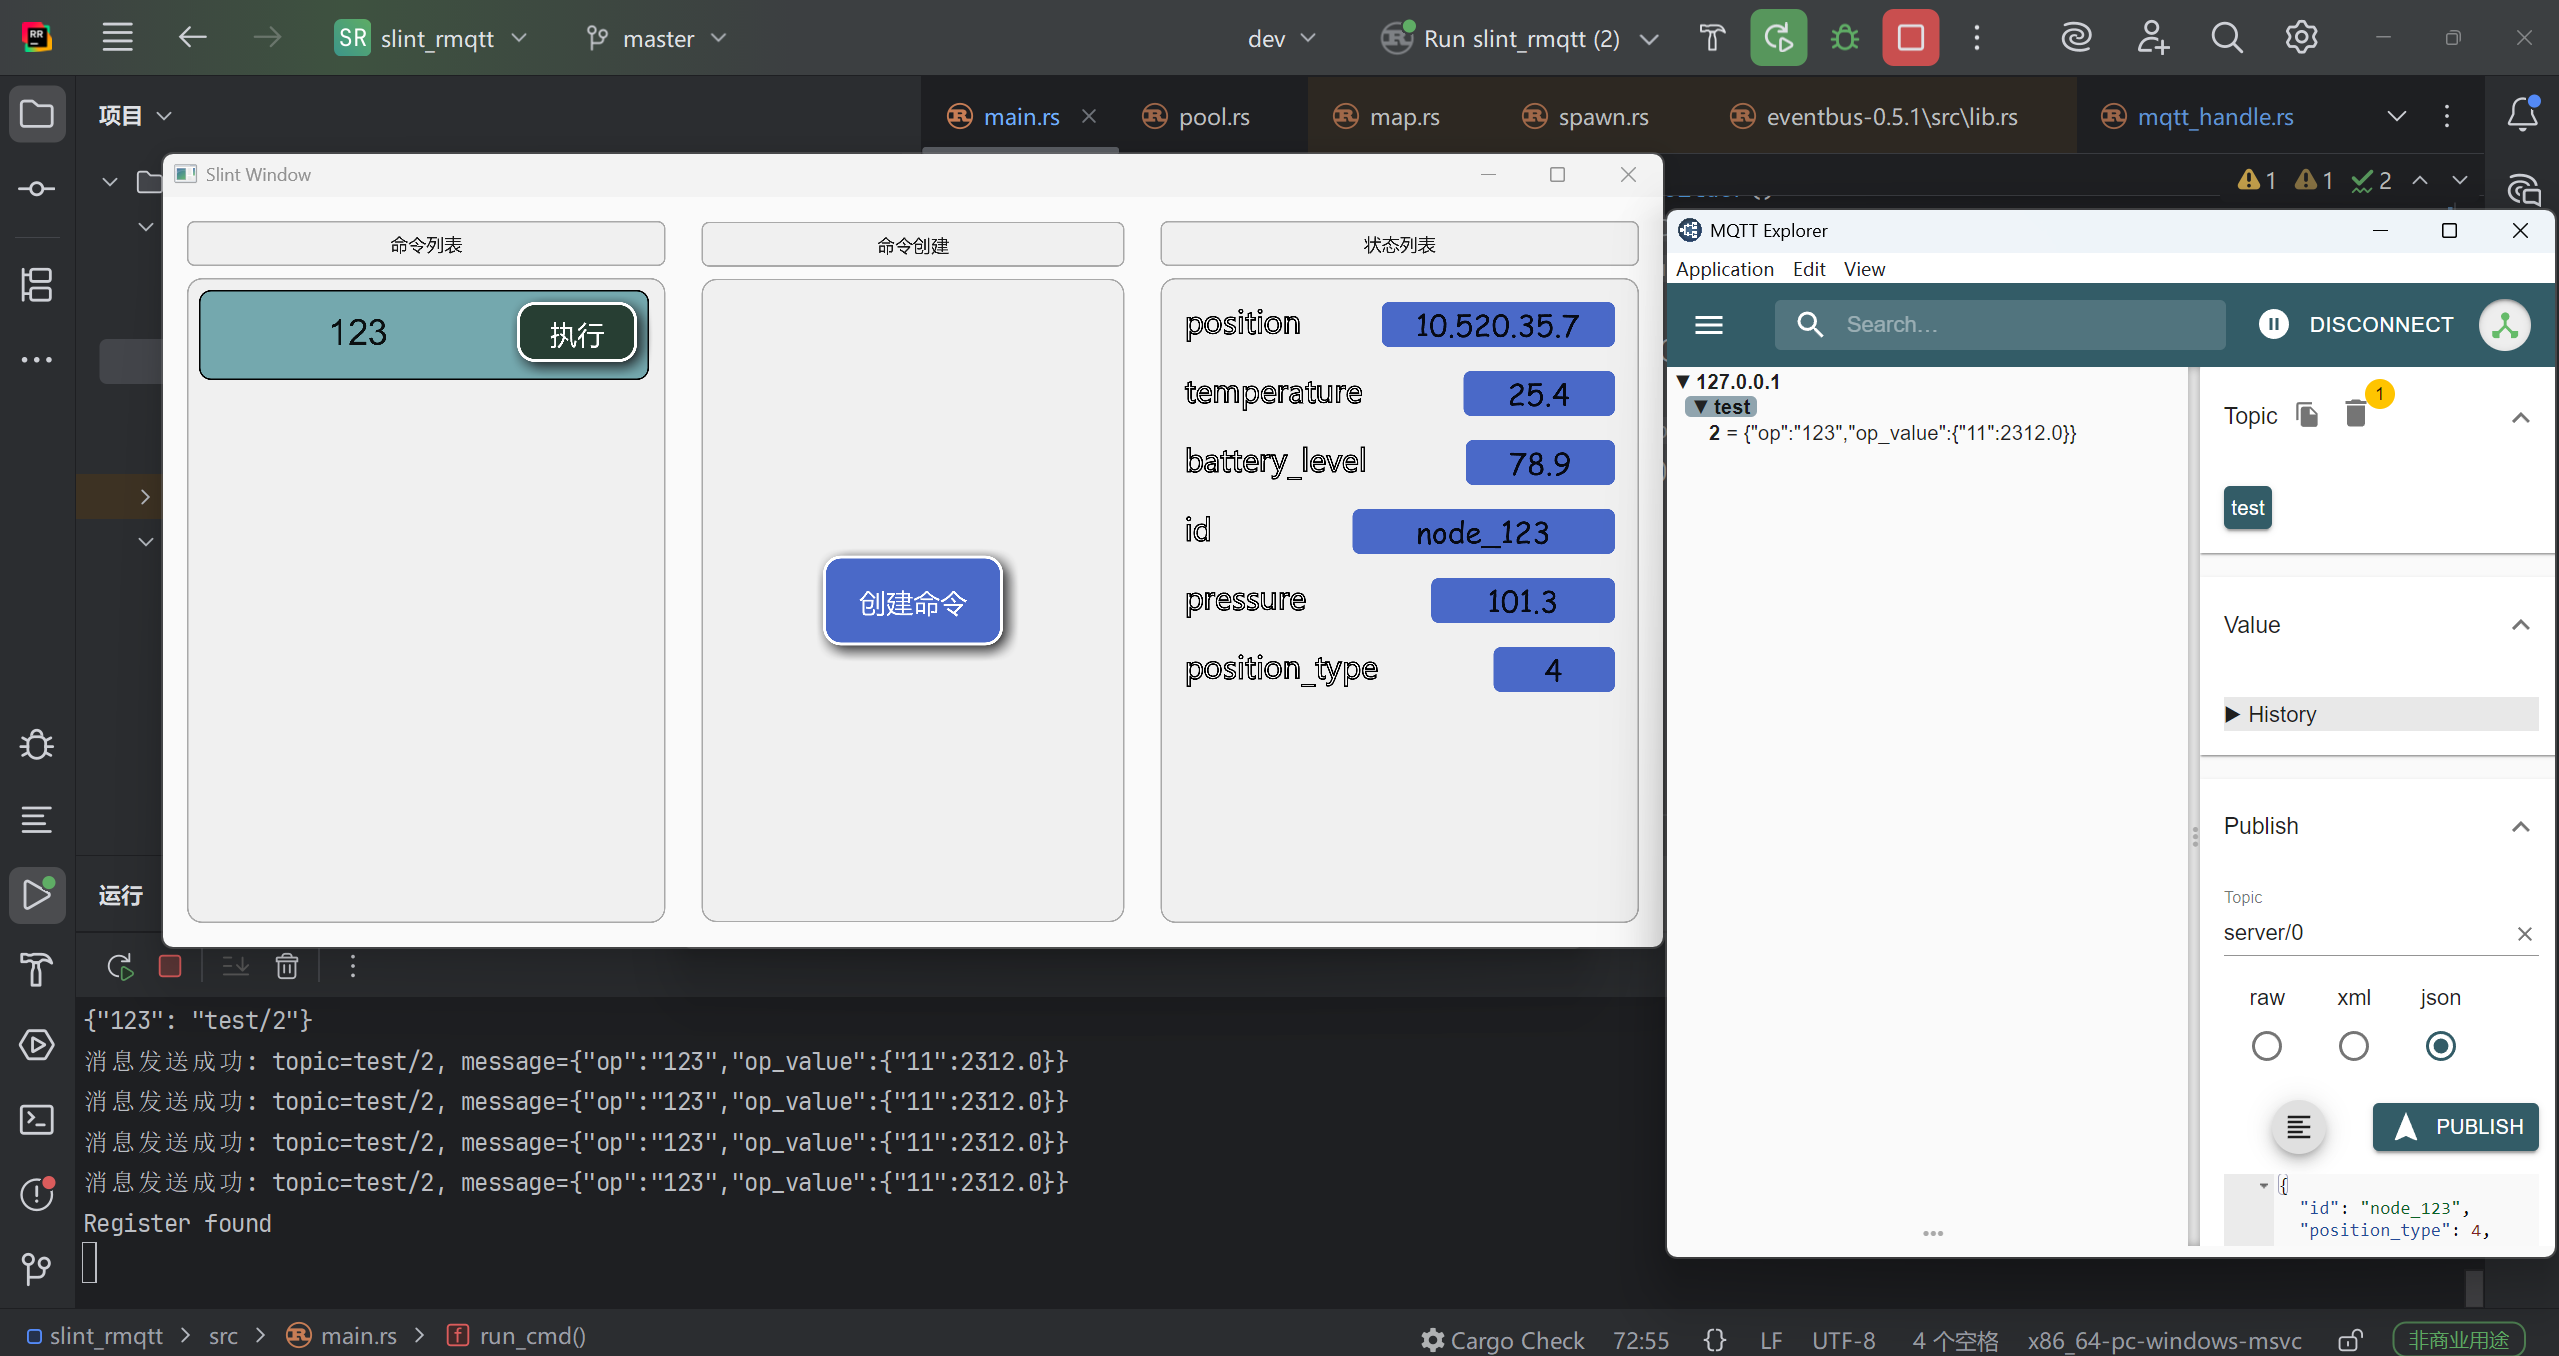 SR slint_rmqtt master dev Run slint_rmqtt (2)
项目
main.rs pool.rs map.rs spawn.rs eventbus-0.5.1\src\lib.rs mqtt_handle.rs
1 1 2
Slint Window
命令列表 命令创建 状态列表
123 执行
创建命令
position 10.520.35.7
temperature 25.4
battery_level 78.9
id node_123
pressure 101.3
position_type 4
MQTT Explorer
Application Edit View
Search... DISCONNECT
▼ 127.0.0.1
▼ test
2 = {"op":"123","op_value":{"11":2312.0}}
Topic 1
test
Value
▶ History
Publish
Topic
server/0
raw xml json
PUBLISH
{
"id": "node_123",
"position_type": 4,
运行
{"123": "test/2"}
消息发送成功: topic=test/2, message={"op":"123","op_value":{"11":2312.0}}
消息发送成功: topic=test/2, message={"op":"123","op_value":{"11":2312.0}}
消息发送成功: topic=test/2, message={"op":"123","op_value":{"11":2312.0}}
消息发送成功: topic=test/2, message={"op":"123","op_value":{"11":2312.0}}
Register found
slint_rmqtt > src > main.rs > run_cmd()
Cargo Check 72:55 {} LF UTF-8 4 个空格 x86_64-pc-windows-msvc 非商业用途